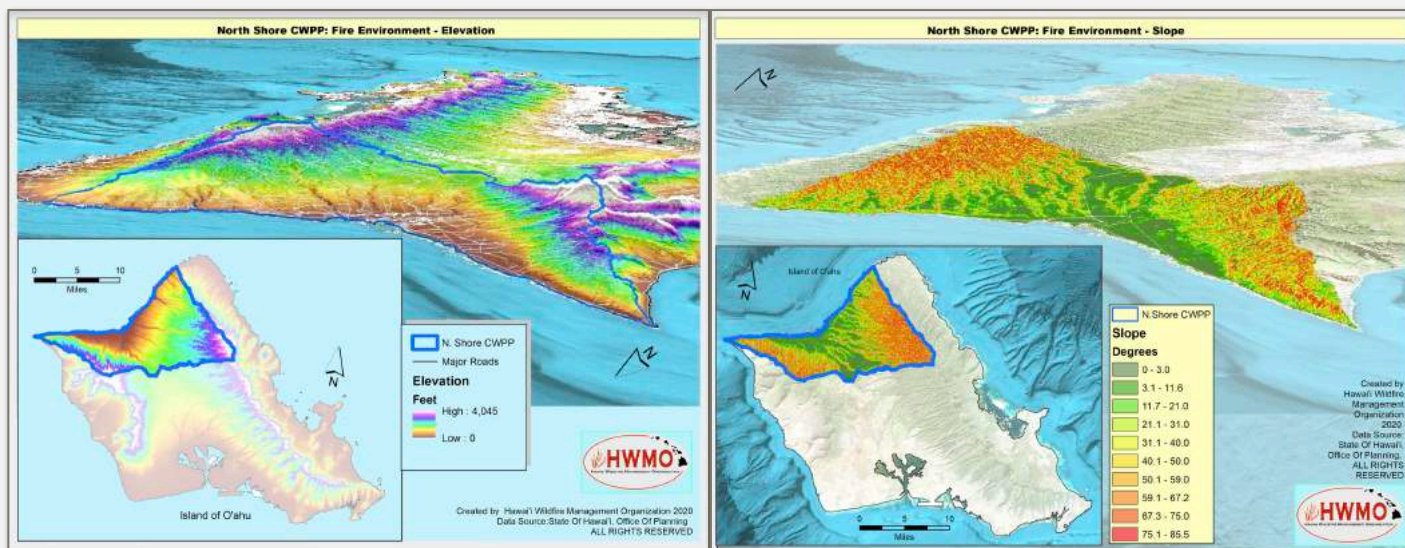 North Shore CWPP: Fire Environment - Elevation
N
0 5 10
Miles
N
Island of O'ahu
N. Shore CWPP
Major Roads
Elevation
Feet
High : 4,045
Low : 0
N
HWMO
Created by Hawai'i Wildfire Management Organization 2020
Data Source:State Of Hawai'i, Office Of Planning
ALL RIGHTS RESERVED
North Shore CWPP: Fire Environment - Slope
N
N
Island of O'ahu
0 5 10
Miles
N.Shore CWPP
Slope
Degrees
0 - 3.0
3.1 - 11.6
11.7 - 21.0
21.1 - 31.0
31.1 - 40.0
40.1 - 50.0
50.1 - 59.0
59.1 - 67.2
67.3 - 75.0
75.1 - 85.5
Created by
Hawai'i Wildfire
Management
Organization
2020
Data Source:
State Of Hawai'i,
Office Of Planning,
ALL RIGHTS
RESERVED
HWMO